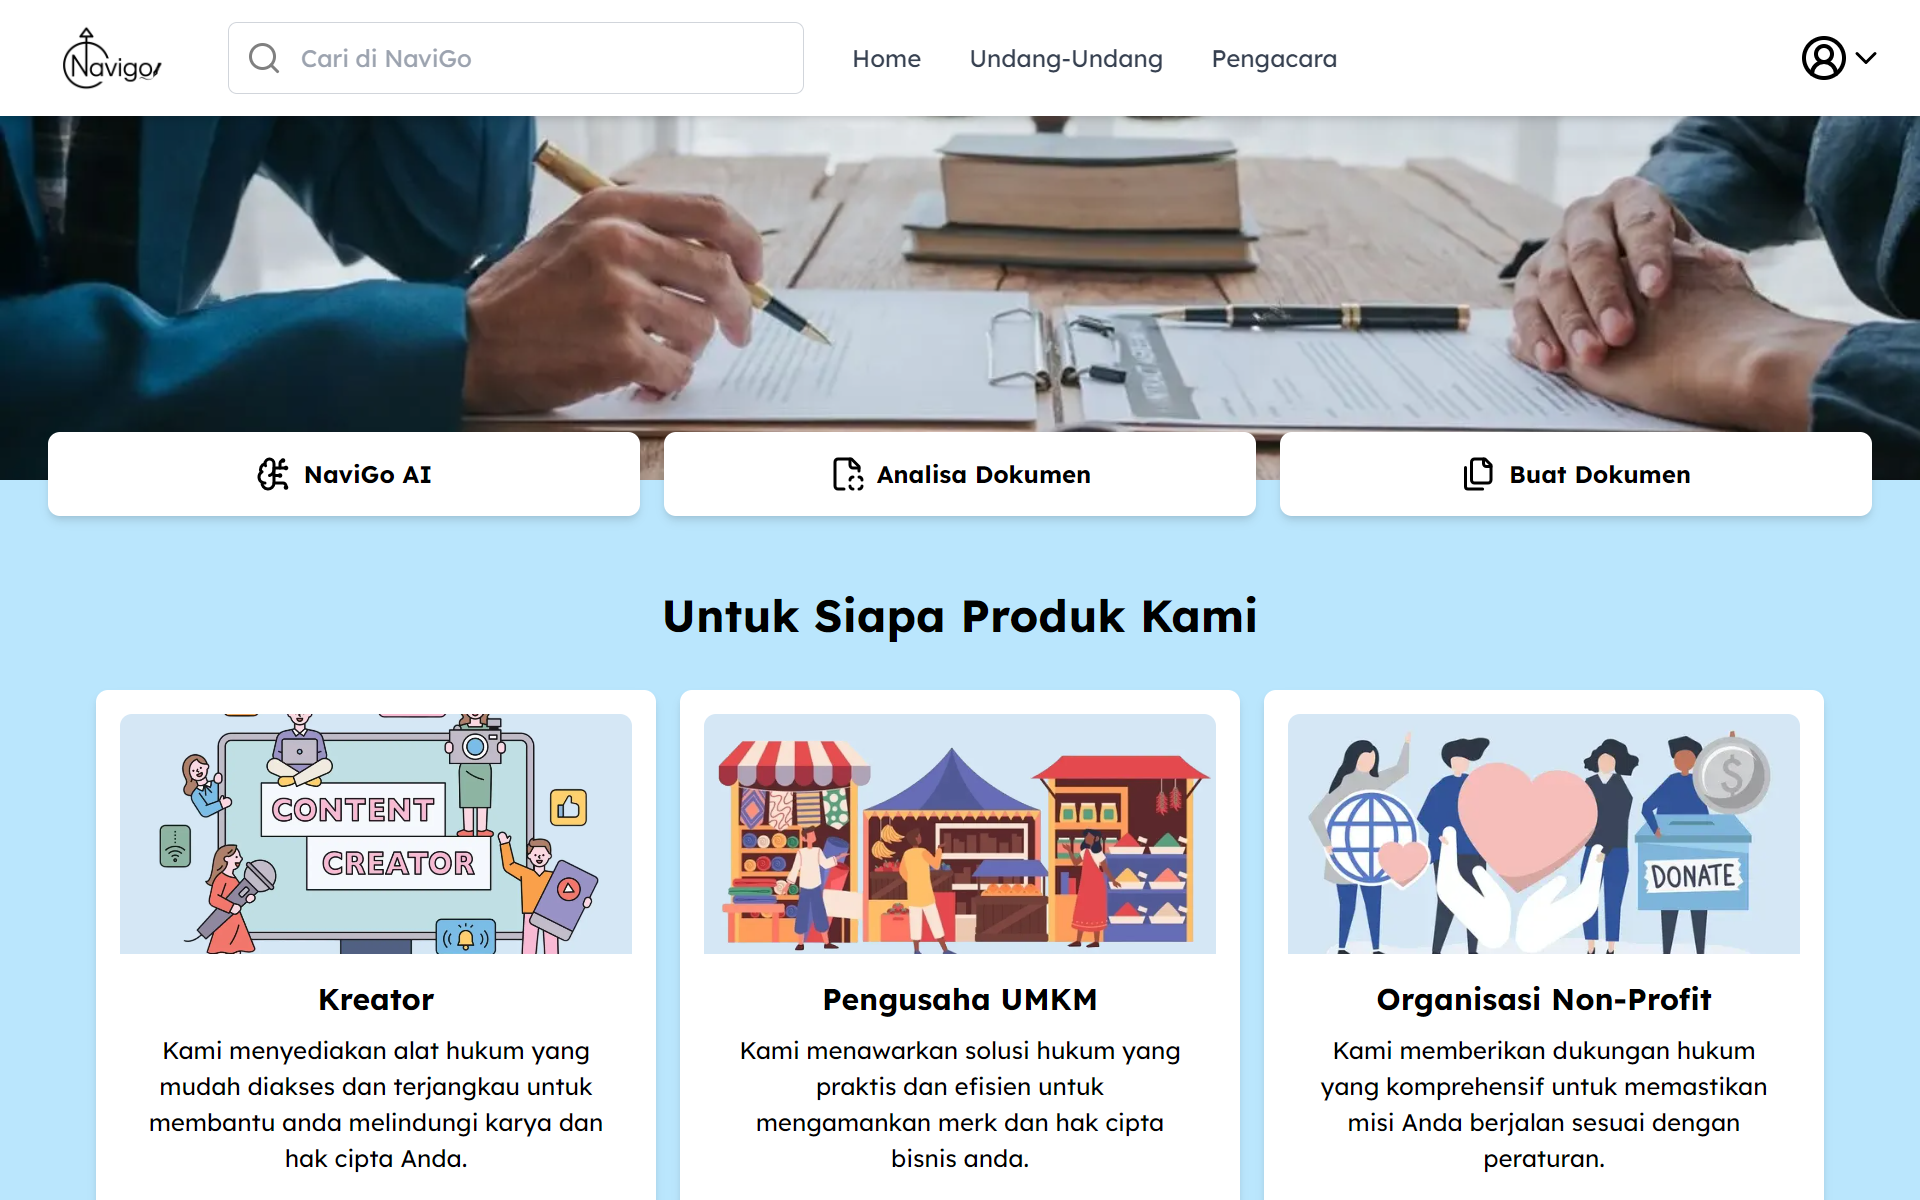 Navigo
Cari di NaviGo
Home
Undang-Undang
Pengacara
NaviGo AI
Analisa Dokumen
Buat Dokumen
Untuk Siapa Produk Kami
CONTENT
CREATOR
DONATE
Kreator
Kami menyediakan alat hukum yang
mudah diakses dan terjangkau untuk
membantu anda melindungi karya dan
hak cipta Anda.
Pengusaha UMKM
Kami menawarkan solusi hukum yang
praktis dan efisien untuk
mengamankan merk dan hak cipta
bisnis anda.
Organisasi Non-Profit
Kami memberikan dukungan hukum
yang komprehensif untuk memastikan
misi Anda berjalan sesuai dengan
peraturan.